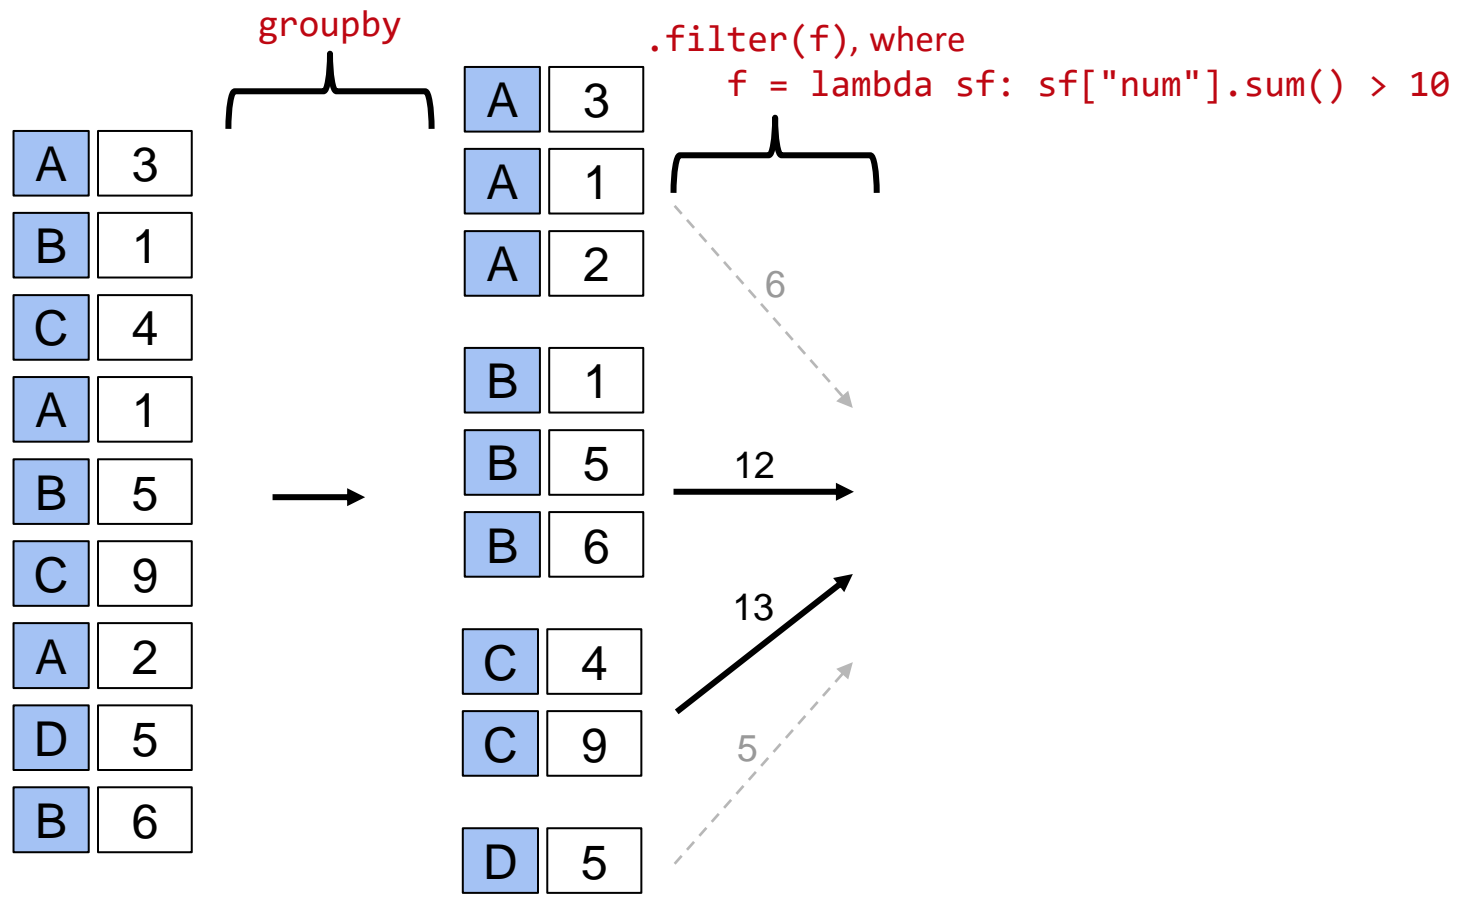 groupby
.filter(f), where
f = lambda sf: sf["num"].sum() > 10
A 3
B 1
C 4
A 1
B 5
C 9
A 2
D 5
B 6
A 3
A 1
A 2
B 1
B 5
B 6
C 4
C 9
D 5
6
12
13
5